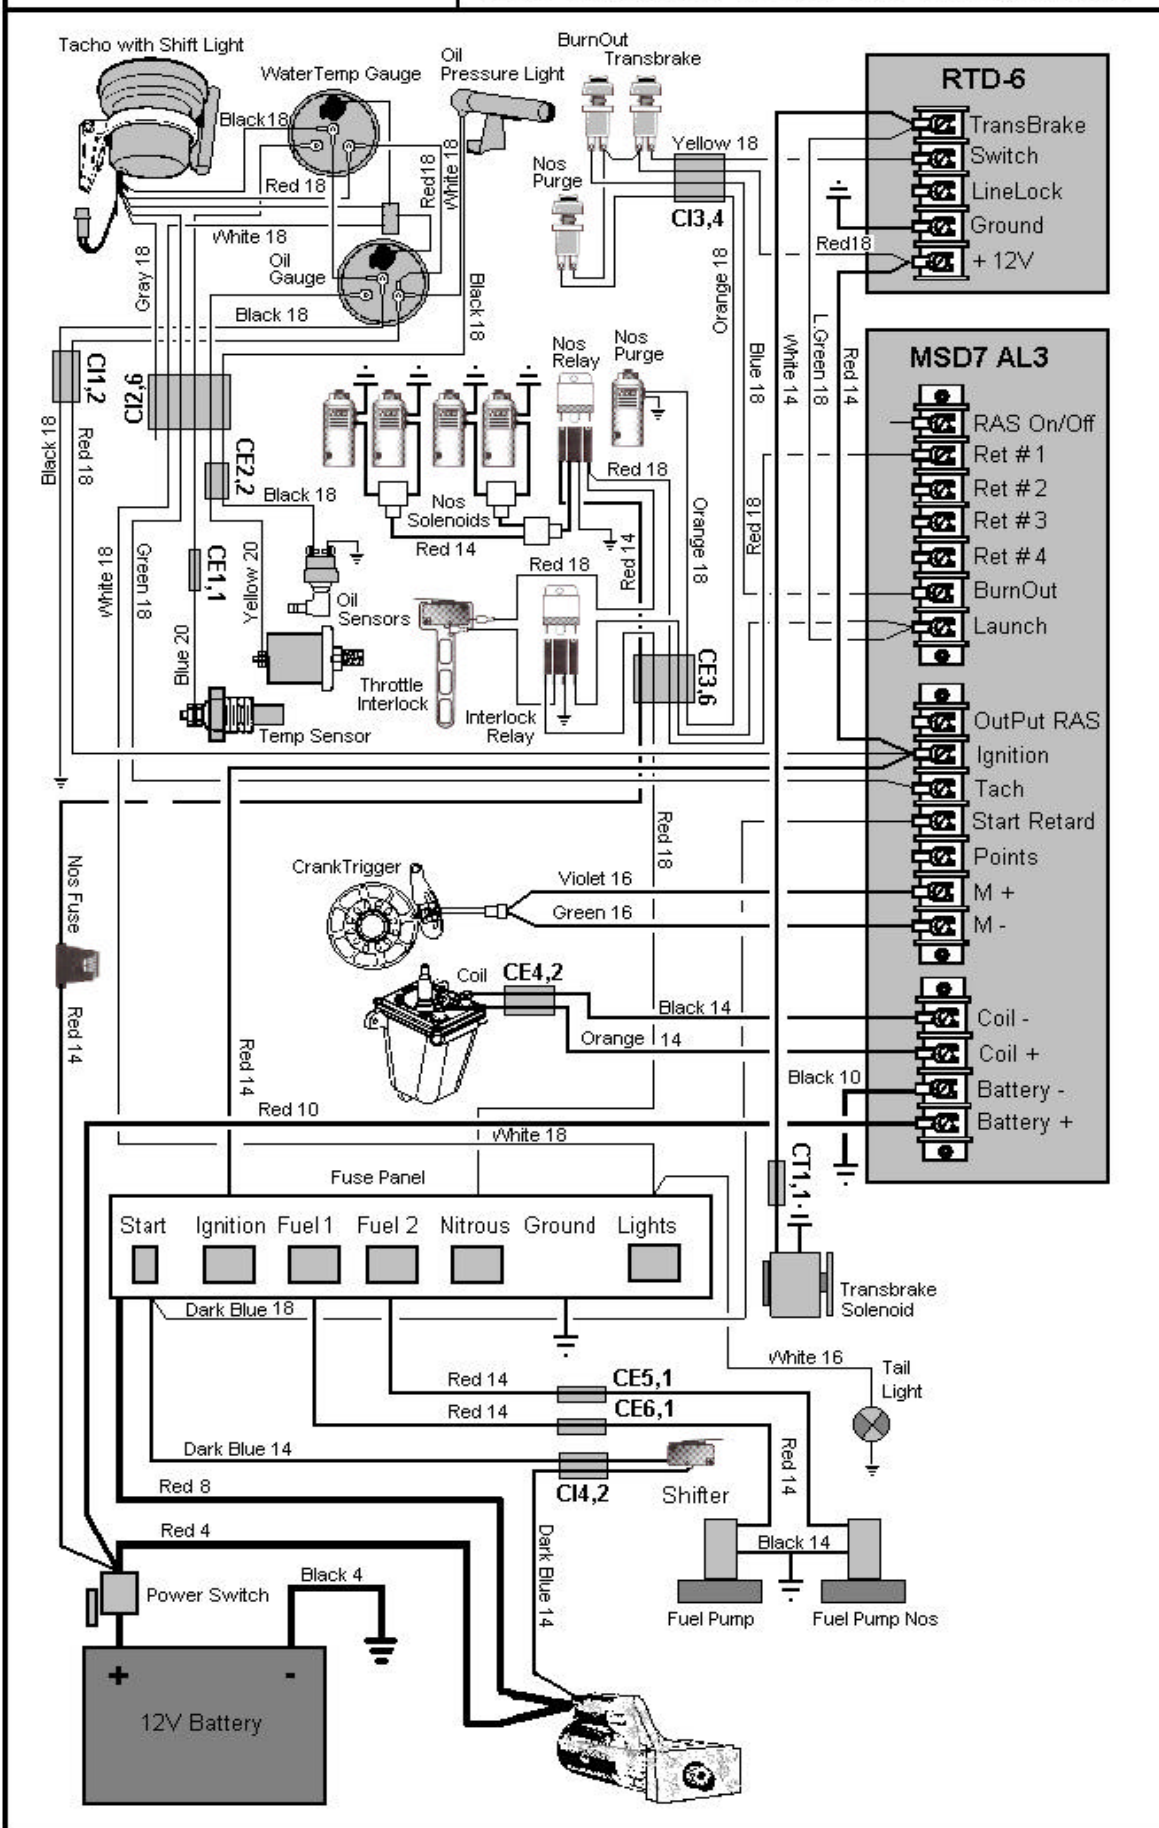 Tacho with Shift Light
WaterTemp Gauge
Oil
Pressure Light
BurnOut
Transbrake
RTD-6
TransBrake
Switch
LineLock
Ground
+ 12V
Black18
Red 18
Red18
White 18
Yellow 18
CI3,4
Nos
Purge
White 18
Oil
Gauge
Gray 18
Black 18
Black 18
Red18
Orange 18
Blue 18
White 14
L.Green 18
Red 14
CI1,2
CI2,6
Nos
Relay
Nos
Purge
MSD7 AL3
RAS On/Off
Ret # 1
Ret # 2
Ret # 3
Ret # 4
BurnOut
Launch
Black 18
Red 18
CE2,2
Black 18
Nos
Solenoids
Red 14
Red 18
Orange 18
Red 18
Red 14
White 18
Green 18
CE1,1
Yellow 20
Oil
Sensors
Red 18
Blue 20
Throttle
Interlock
Interlock
Relay
CE3,6
Temp Sensor
OutPut RAS
Ignition
Tach
Start Retard
Points
M +
M -
Nos Fuse
Red 18
CrankTrigger
Violet 16
Green 16
Coil
CE4,2
Black 14
Orange 14
Coil -
Coil +
Battery -
Battery +
Red 14
Red 14
Black 10
Red 10
White 18
CT1,1
Fuse Panel
Start
Ignition
Fuel 1
Fuel 2
Nitrous
Ground
Lights
Dark Blue 18
Transbrake
Solenoid
White 16
Tail
Light
Red 14
CE5,1
Red 14
CE6,1
Dark Blue 14
Red 14
CI4,2
Shifter
Red 8
Red 4
Dark Blue 14
Black 14
Black 4
Power Switch
Fuel Pump
Fuel Pump Nos
+
-
12V Battery